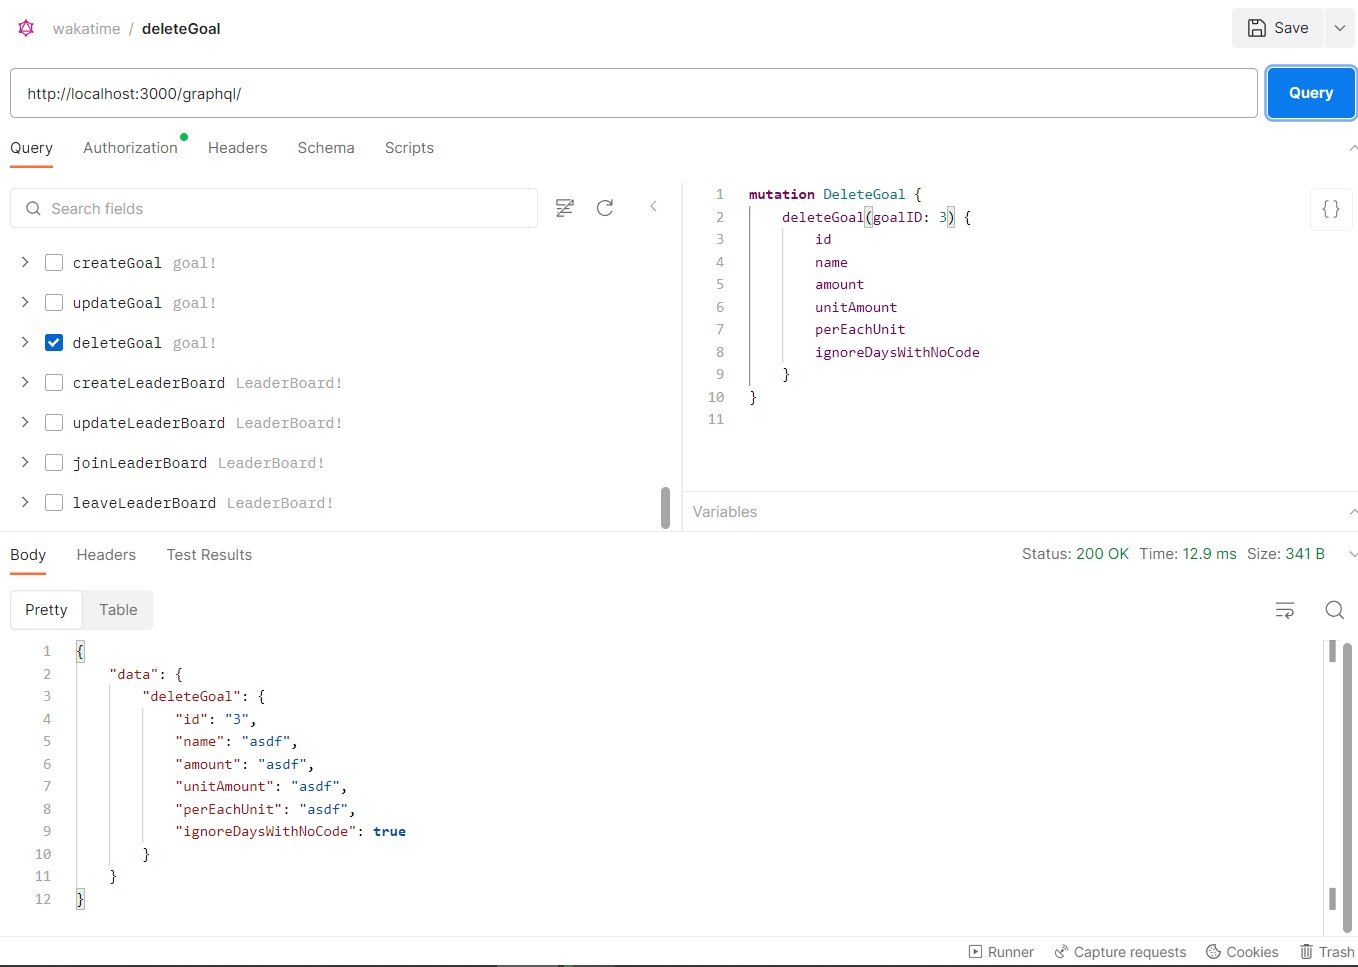 wakatime / deleteGoal
Save
http://localhost:3000/graphql/
Query
Query Authorization Headers Schema Scripts
Search fields
createGoal goal!
updateGoal goal!
deleteGoal goal!
createLeaderBoard LeaderBoard!
updateLeaderBoard LeaderBoard!
joinLeaderBoard LeaderBoard!
leaveLeaderBoard LeaderBoard!
1 mutation DeleteGoal {
2 deleteGoal(goalID: 3) {
3 id
4 name
5 amount
6 unitAmount
7 perEachUnit
8 ignoreDaysWithNoCode
9 }
10 }
11
{}
Variables
Body Headers Test Results
Status: 200 OK Time: 12.9 ms Size: 341 B
Pretty Table
1 {
2 "data": {
3 "deleteGoal": {
4 "id": "3",
5 "name": "asdf",
6 "amount": "asdf",
7 "unitAmount": "asdf",
8 "perEachUnit": "asdf",
9 "ignoreDaysWithNoCode": true
10 }
11 }
12 }
Runner Capture requests Cookies Trash